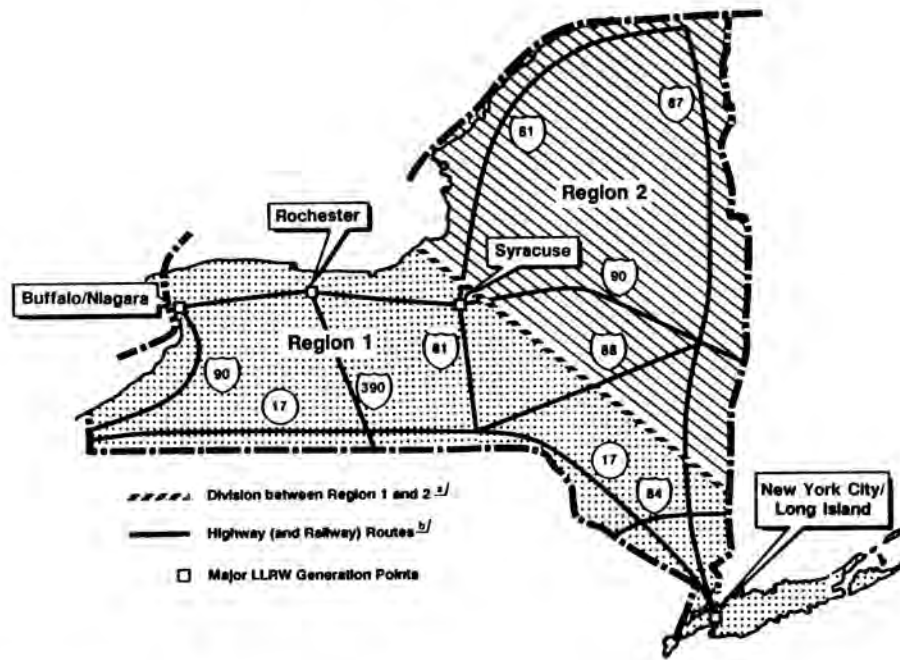 81
87
Region 2
Rochester
Syracuse
Buffalo/Niagara
90
Region 1
81
88
90
390
17
17
84
New York City/
Long Island
Division between Region 1 and 2 a/
Highway (and Railway) Routes b/
Major LLRW Generation Points